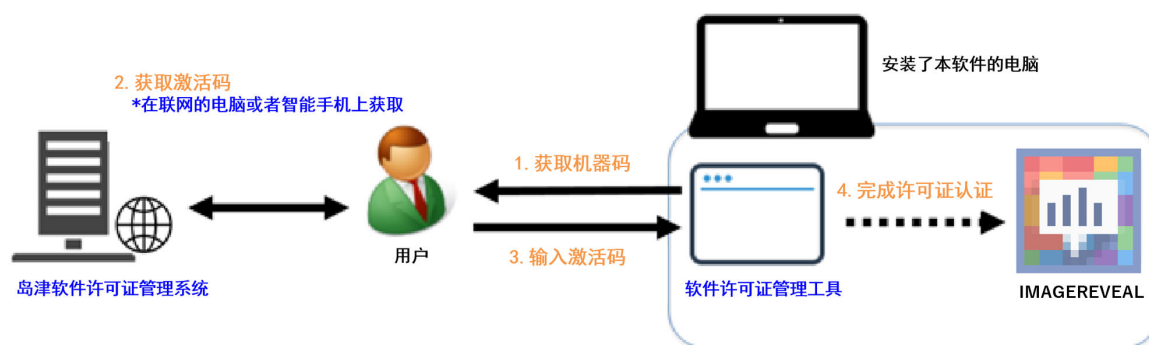 安装了本软件的电脑
2. 获取激活码
*在联网的电脑或者智能手机上获取
1. 获取机器码
4. 完成许可证认证
用户
3. 输入激活码
岛津软件许可证管理系统
软件许可证管理工具
IMAGEREVEAL